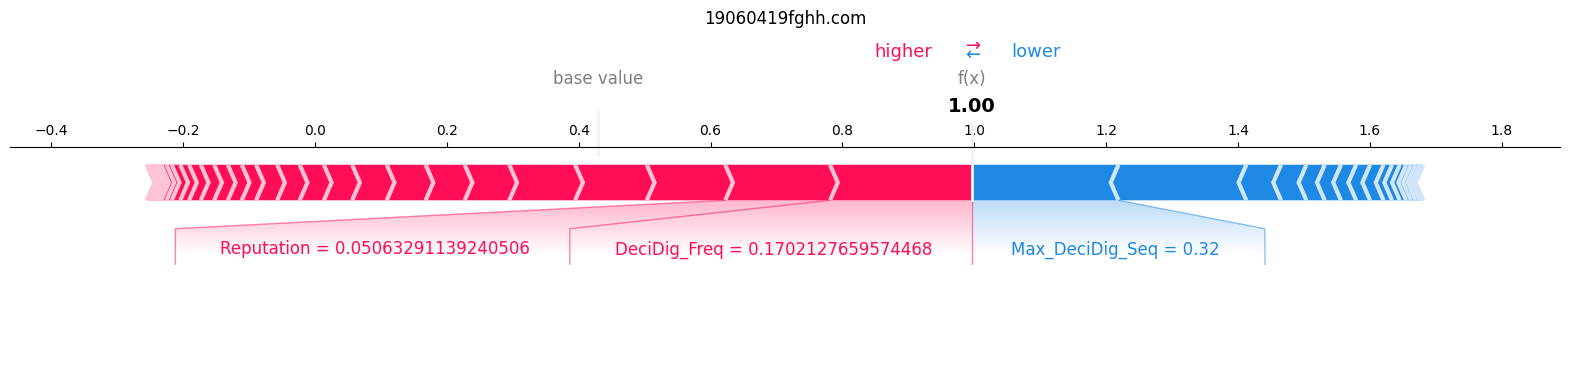 19060419fghh.com
higher ⇄ lower
base value f(x)
1.00
−0.4 −0.2 0.0 0.2 0.4 0.6 0.8 1.0 1.2 1.4 1.6 1.8
Reputation = 0.05063291139240506 DeciDig_Freq = 0.1702127659574468 Max_DeciDig_Seq = 0.32